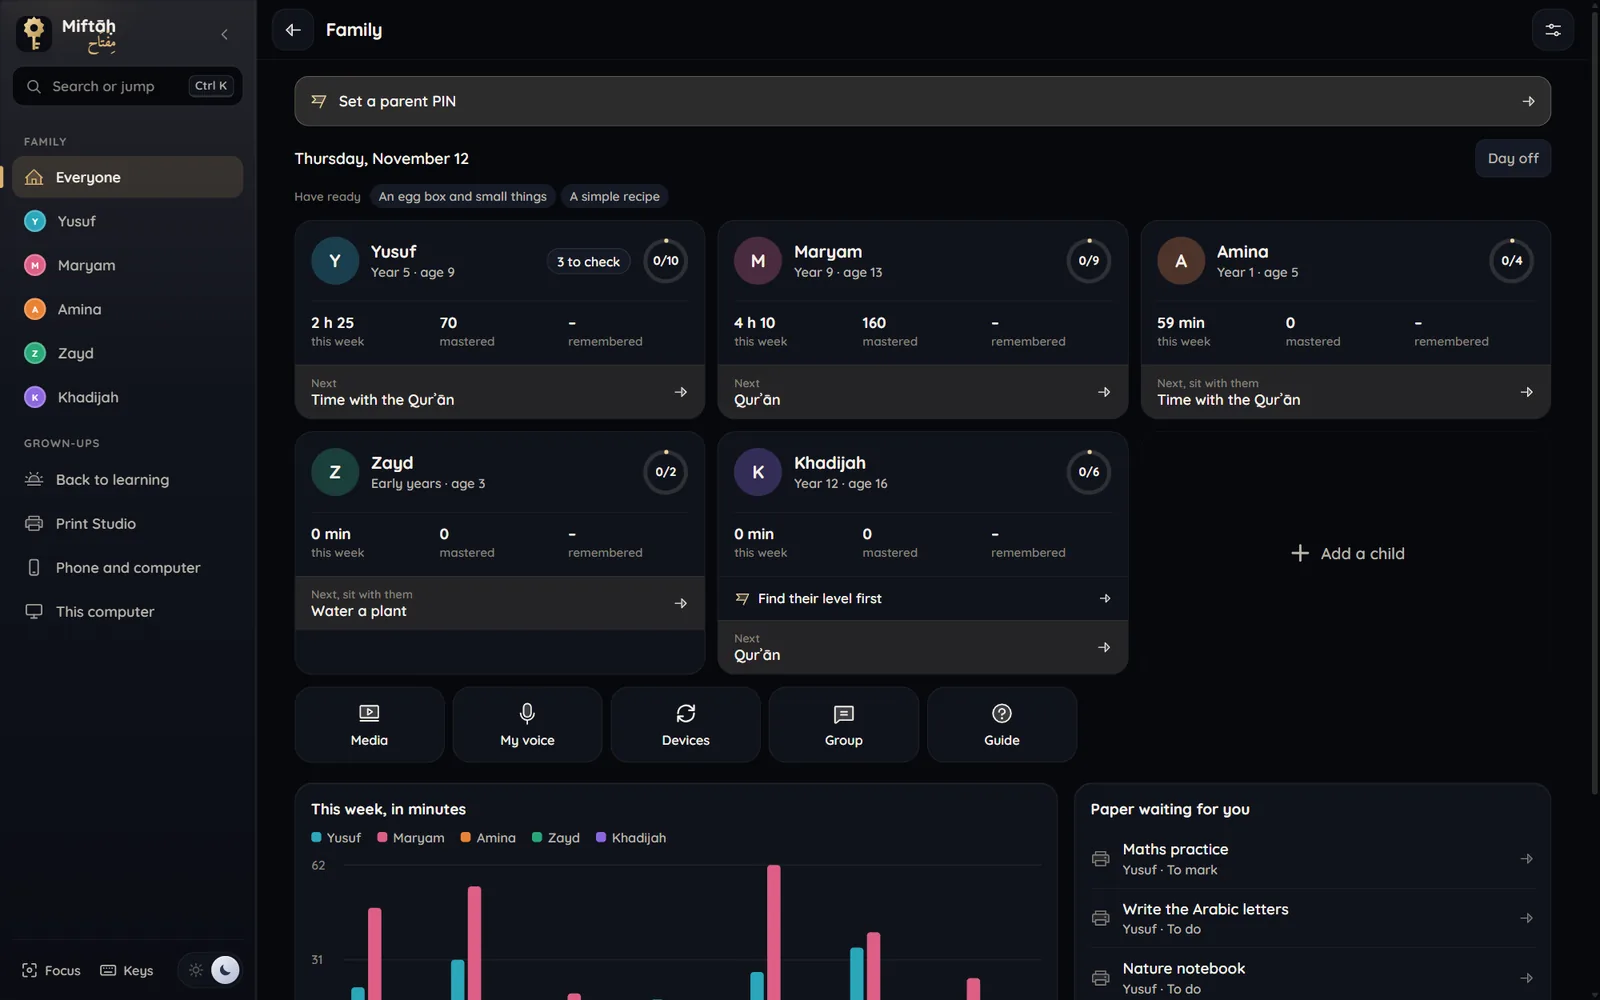 Miftāḥ
مِفتاح
Search or jump
Ctrl K
FAMILY
Everyone
Y
Yusuf
M
Maryam
A
Amina
Z
Zayd
K
Khadijah
GROWN-UPS
Back to learning
Print Studio
Phone and computer
This computer
Focus
Keys
Family
Set a parent PIN
Thursday, November 12
Day off
Have ready
An egg box and small things
A simple recipe
Y
Yusuf
Year 5 · age 9
3 to check
0/10
2 h 25
this week
70
mastered
–
remembered
Next
Time with the Qurʾān
M
Maryam
Year 9 · age 13
0/9
4 h 10
this week
160
mastered
–
remembered
Next
Qurʾān
A
Amina
Year 1 · age 5
0/4
59 min
this week
0
mastered
–
remembered
Next, sit with them
Time with the Qurʾān
Z
Zayd
Early years · age 3
0/2
0 min
this week
0
mastered
–
remembered
Next, sit with them
Water a plant
K
Khadijah
Year 12 · age 16
0/6
0 min
this week
0
mastered
–
remembered
Find their level first
Next
Qurʾān
Add a child
Media
My voice
Devices
Group
Guide
This week, in minutes
Yusuf
Maryam
Amina
Zayd
Khadijah
62
31
Paper waiting for you
Maths practice
Yusuf · To mark
Write the Arabic letters
Yusuf · To do
Nature notebook
Yusuf · To do